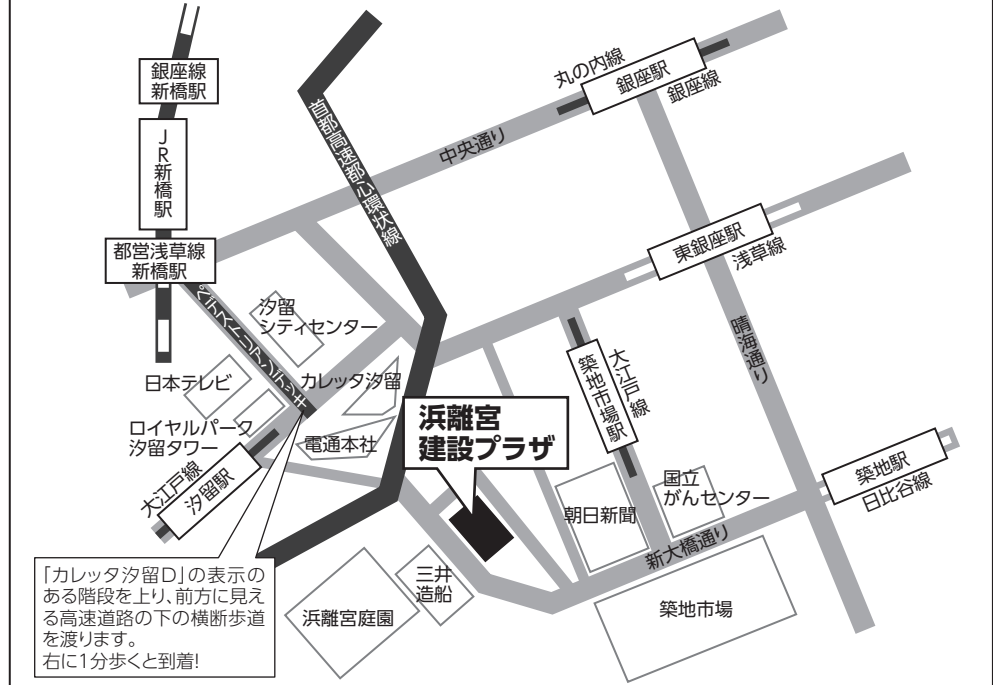 銀座線
新橋駅
JR新橋駅
都営浅草線
新橋駅
首都高速都心環状線
中央通り
丸の内線
銀座駅
銀座線
東銀座駅
浅草線
晴海通り
ペデストリアンデッキ
汐留
シティセンター
日本テレビ
カレッタ汐留
ロイヤルパーク
汐留タワー
電通本社
大江戸線
汐留駅
浜離宮
建設プラザ
大江戸線
築地市場駅
朝日新聞
国立
がんセンター
築地駅
日比谷線
新大橋通り
築地市場
三井
造船
浜離宮庭園
「カレッタ汐留D」の表示の
ある階段を上り、前方に見え
る高速道路の下の横断歩道
を渡ります。
右に1分歩くと到着!